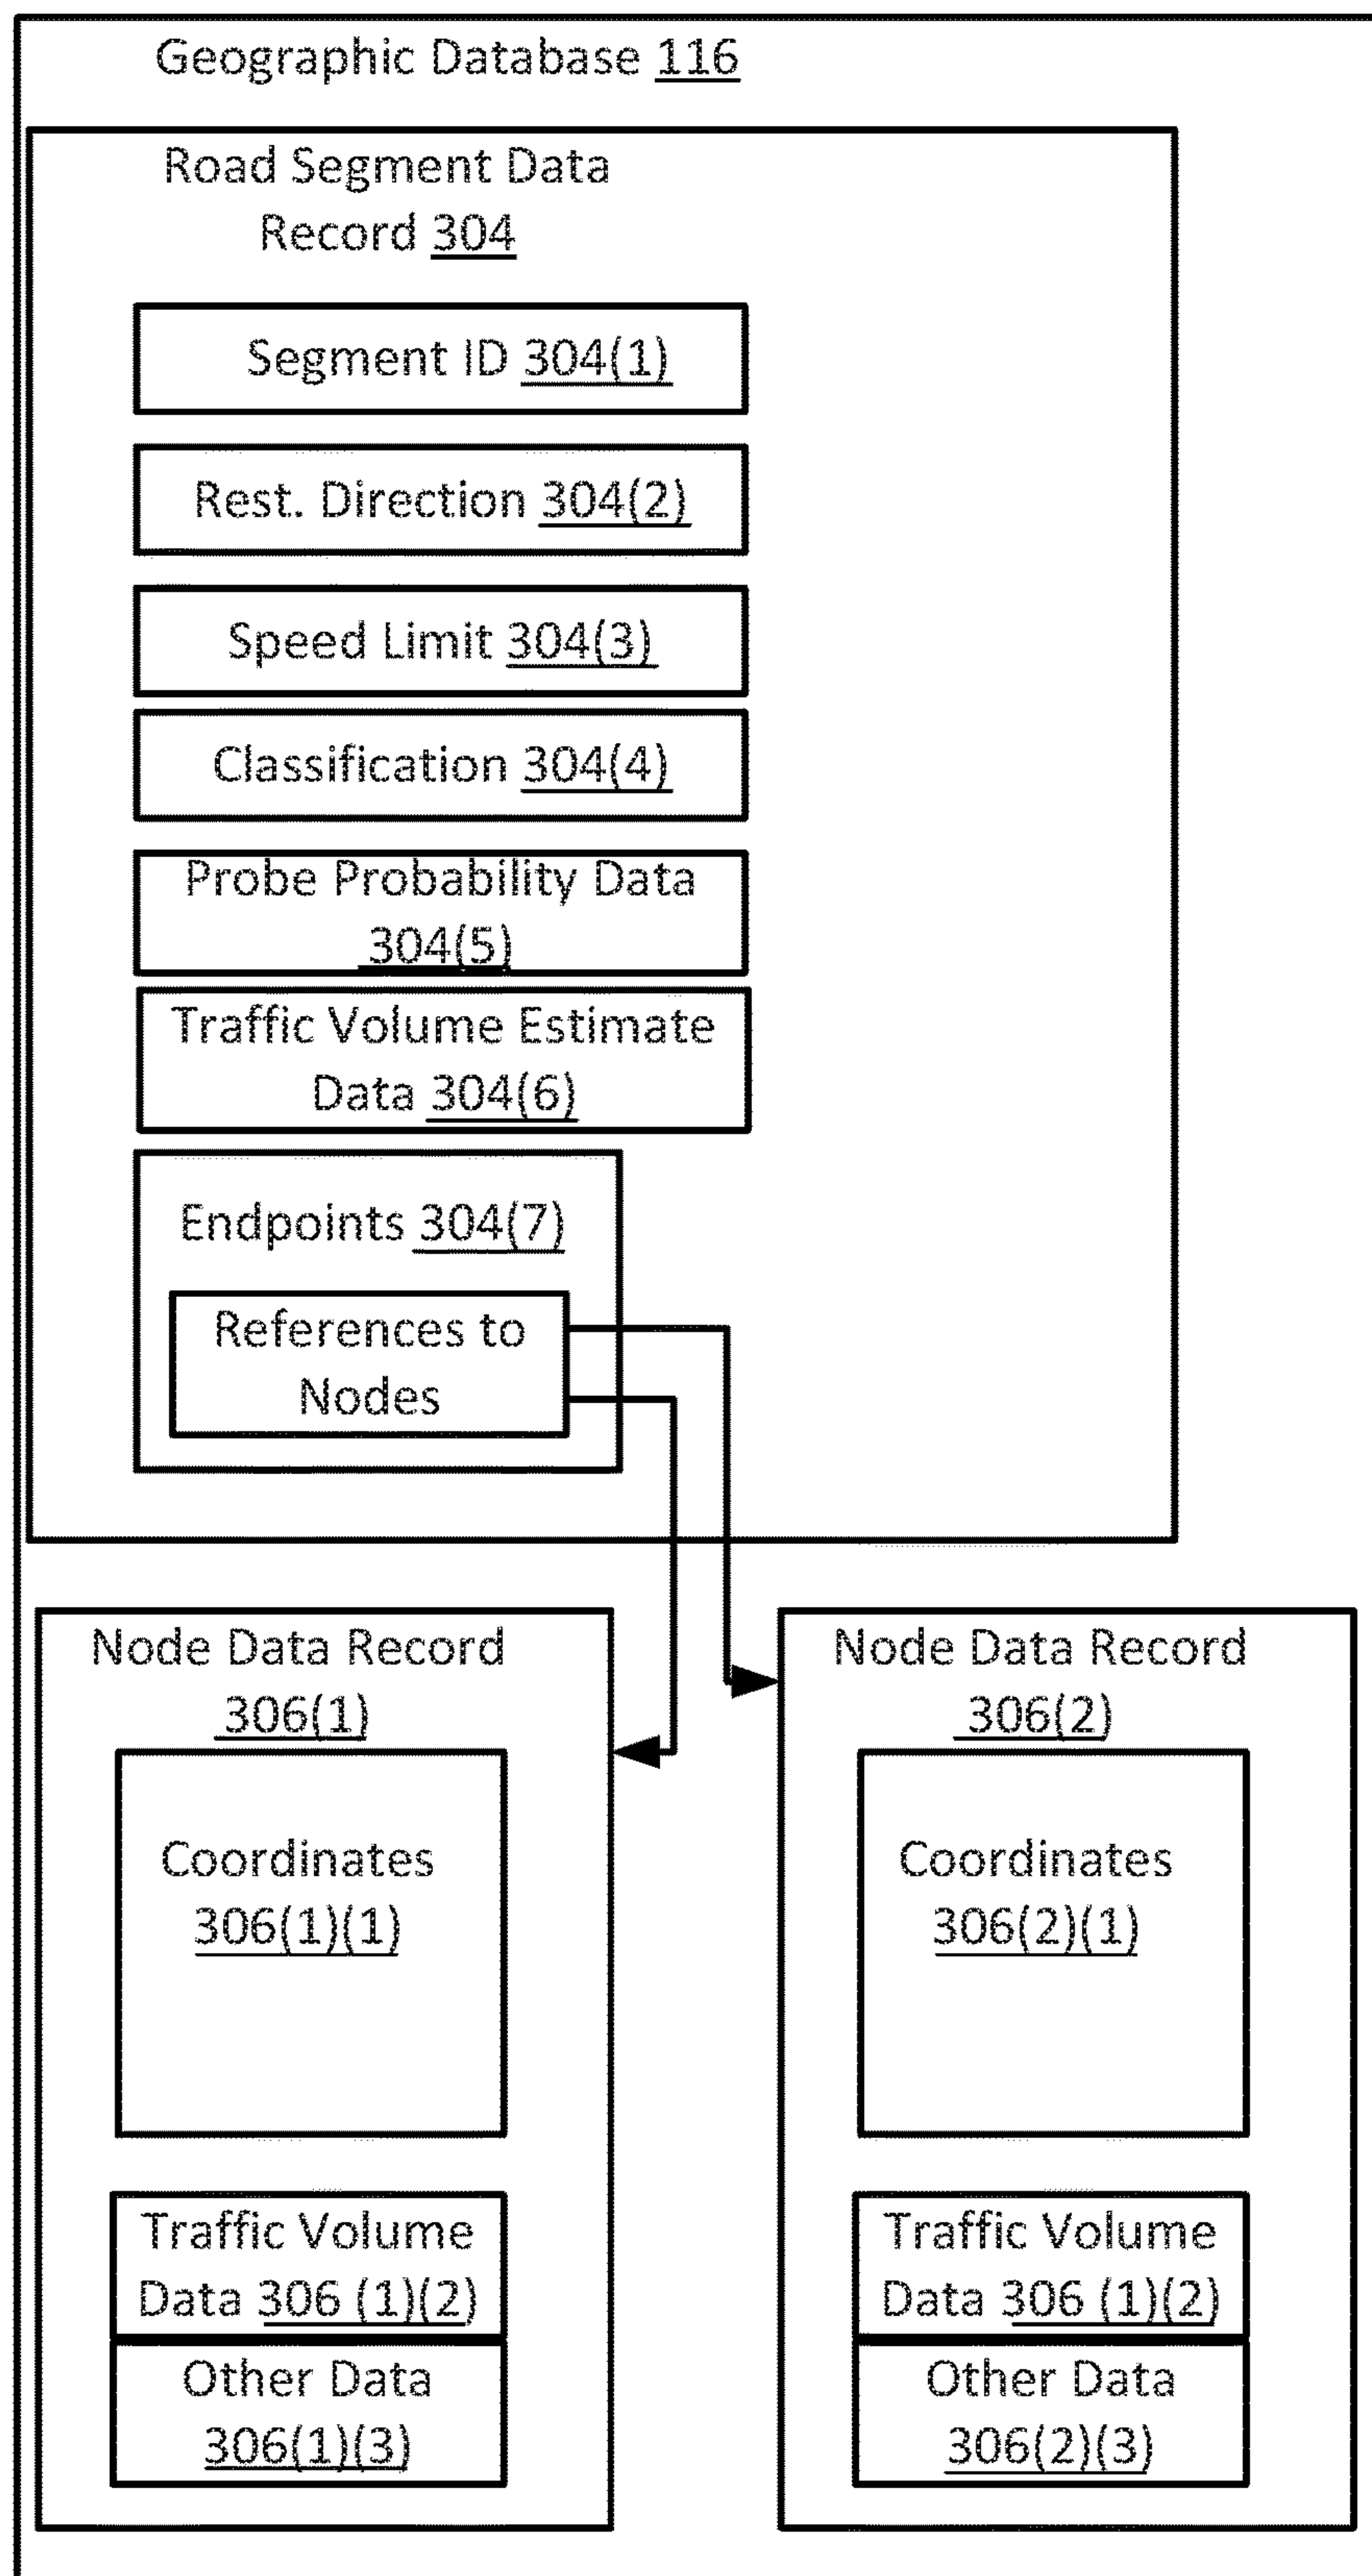 Geographic Database 116
Road Segment Data
Record 304
Segment ID 304(1)
Rest. Direction 304(2)
Speed Limit 304(3)
Classification 304(4)
Probe Probability Data
304(5)
Traffic Volume Estimate
Data 304(6)
Endpoints 304(7)
References to
Nodes
Node Data Record
306(1)
Coordinates
306(1)(1)
Traffic Volume
Data 306 (1)(2)
Other Data
306(1)(3)
Node Data Record
306(2)
Coordinates
306(2)(1)
Traffic Volume
Data 306 (1)(2)
Other Data
306(2)(3)